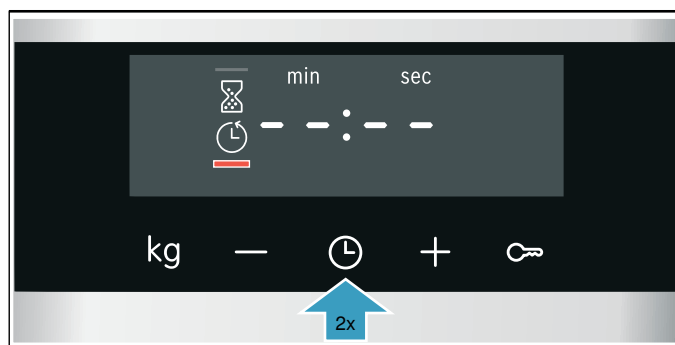 min sec
--:--
kg − +
2x